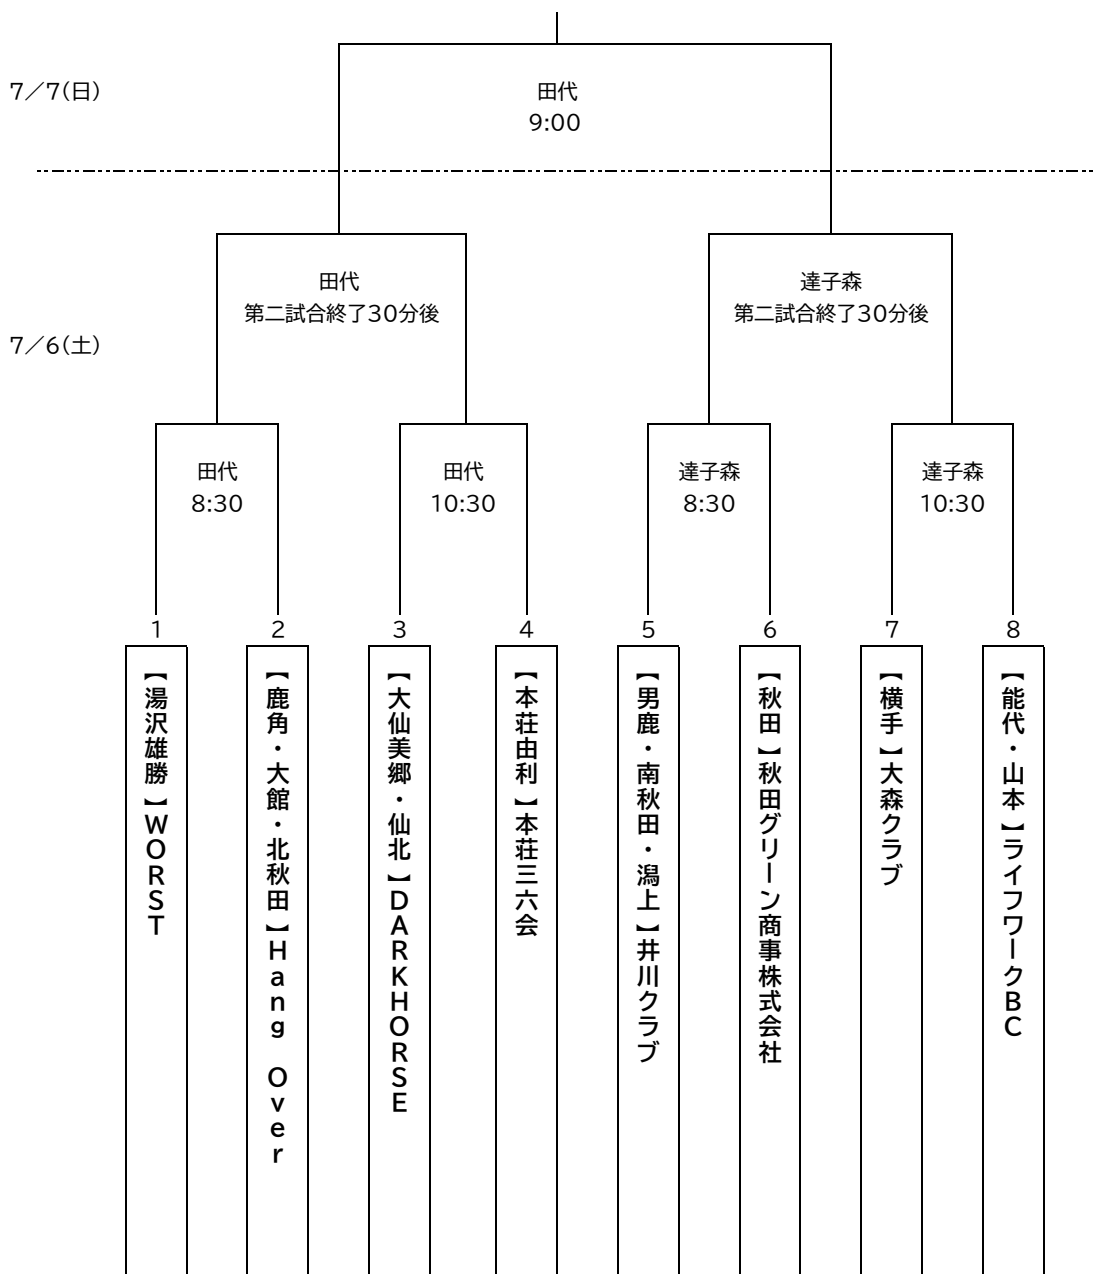 7／7(日)
田代
9:00
田代
第二試合終了30分後
達子森
第二試合終了30分後
7／6(土)
田代
8:30
田代
10:30
達子森
8:30
達子森
10:30
1
2
3
4
5
6
7
8
【湯沢雄勝】WORST
【鹿角・大館・北秋田】Hang Over
【大仙美郷・仙北】DARKHORSE
【本荘由利】本荘三六会
【男鹿・南秋田・潟上】井川クラブ
【秋田】秋田グリーン商事株式会社
【横手】大森クラブ
【能代・山本】ライフワークBC